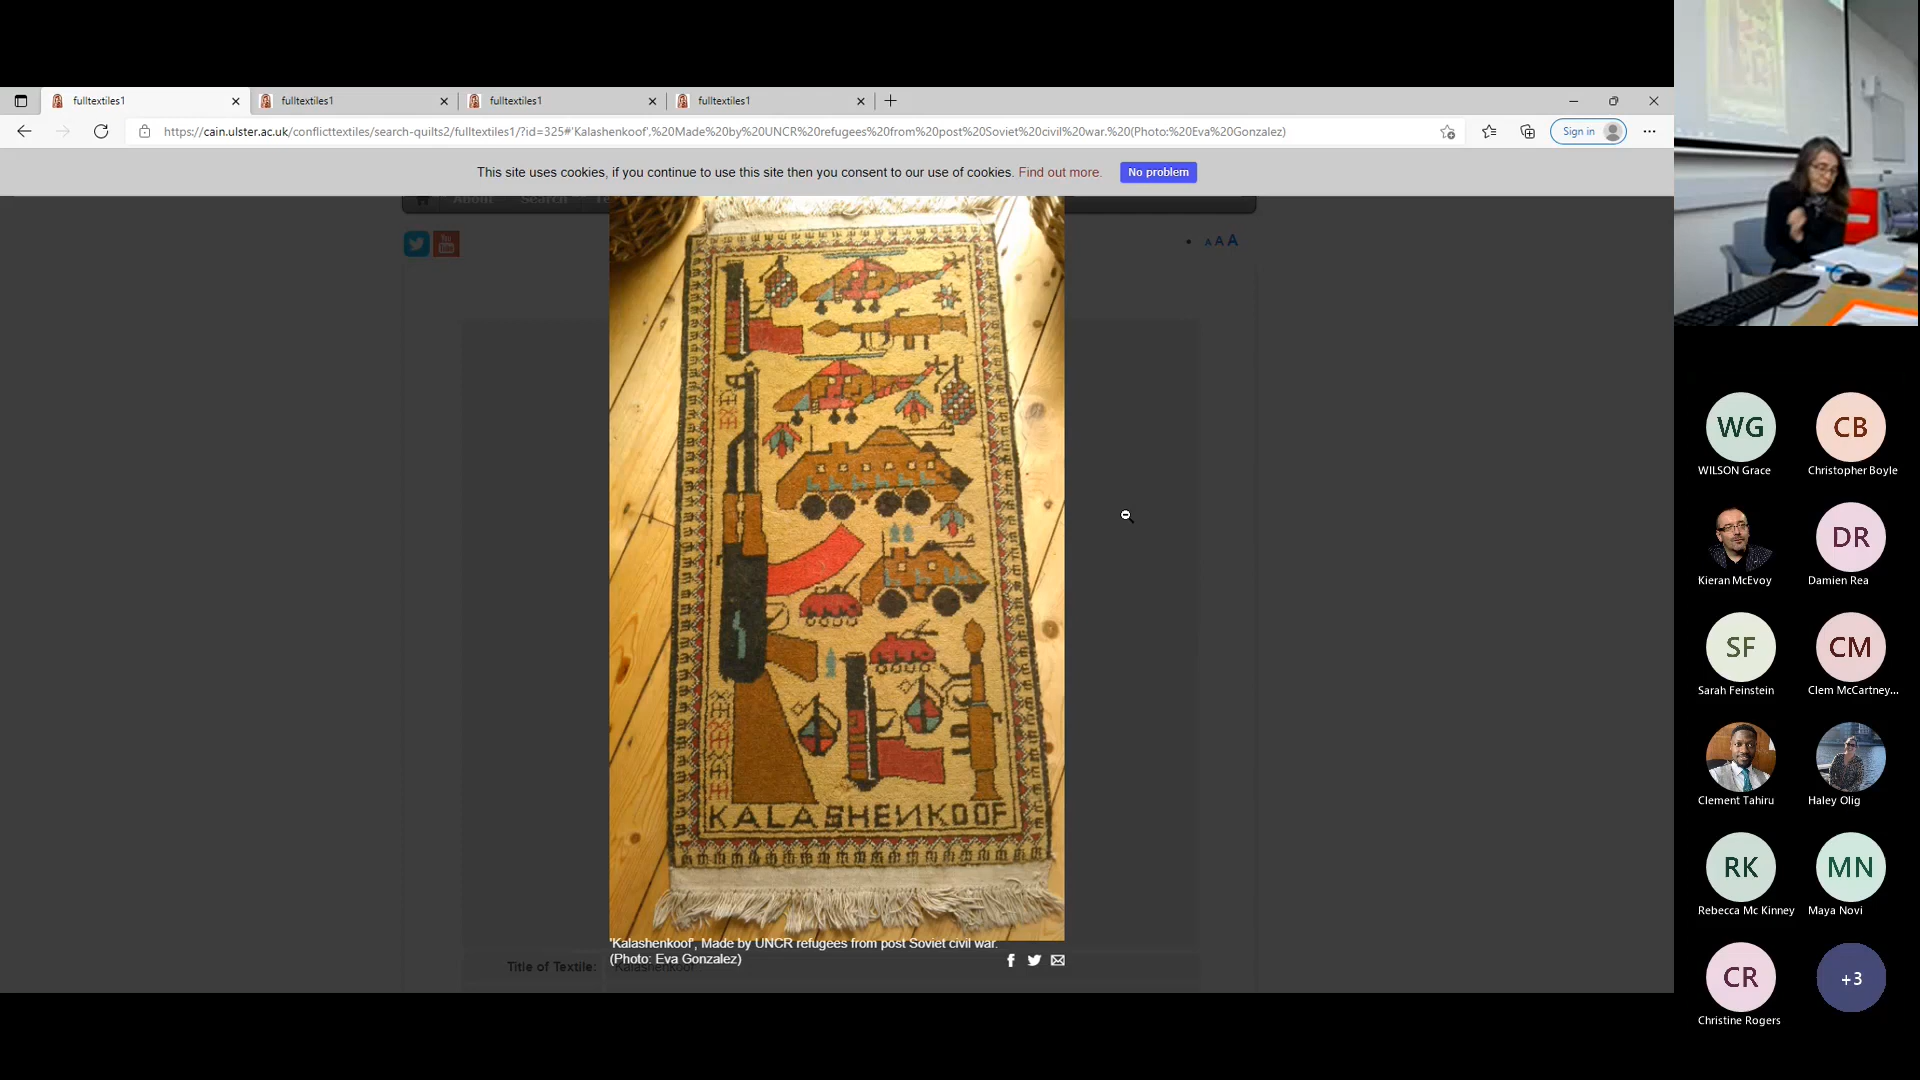 fulltextiles1
fulltextiles1
fulltextiles1
fulltextiles1
https://cain.ulster.ac.uk/conflicttextiles/search-quilts2/fulltextiles1/?id=325#'Kalashenkoof',%20Made%20by%20UNCR%20refugees%20from%20post%20Soviet%20civil%20war.%20(Photo:%20Eva%20Gonzalez)
Sign in
This site uses cookies, if you continue to use this site then you consent to our use of cookies. Find out more. No problem
About Search
You Tube
A A A
KALASHEИKOOF
'Kalashenkoof', Made by UNCR refugees from post Soviet civil war.
(Photo: Eva Gonzalez)
Title of Textile: Kalashenkoof
WG CB
WILSON Grace Christopher Boyle
DR
Kieran McEvoy Damien Rea
SF CM
Sarah Feinstein Clem McCartney...
Clement Tahiru Haley Olig
RK MN
Rebecca Mc Kinney Maya Novi
CR +3
Christine Rogers